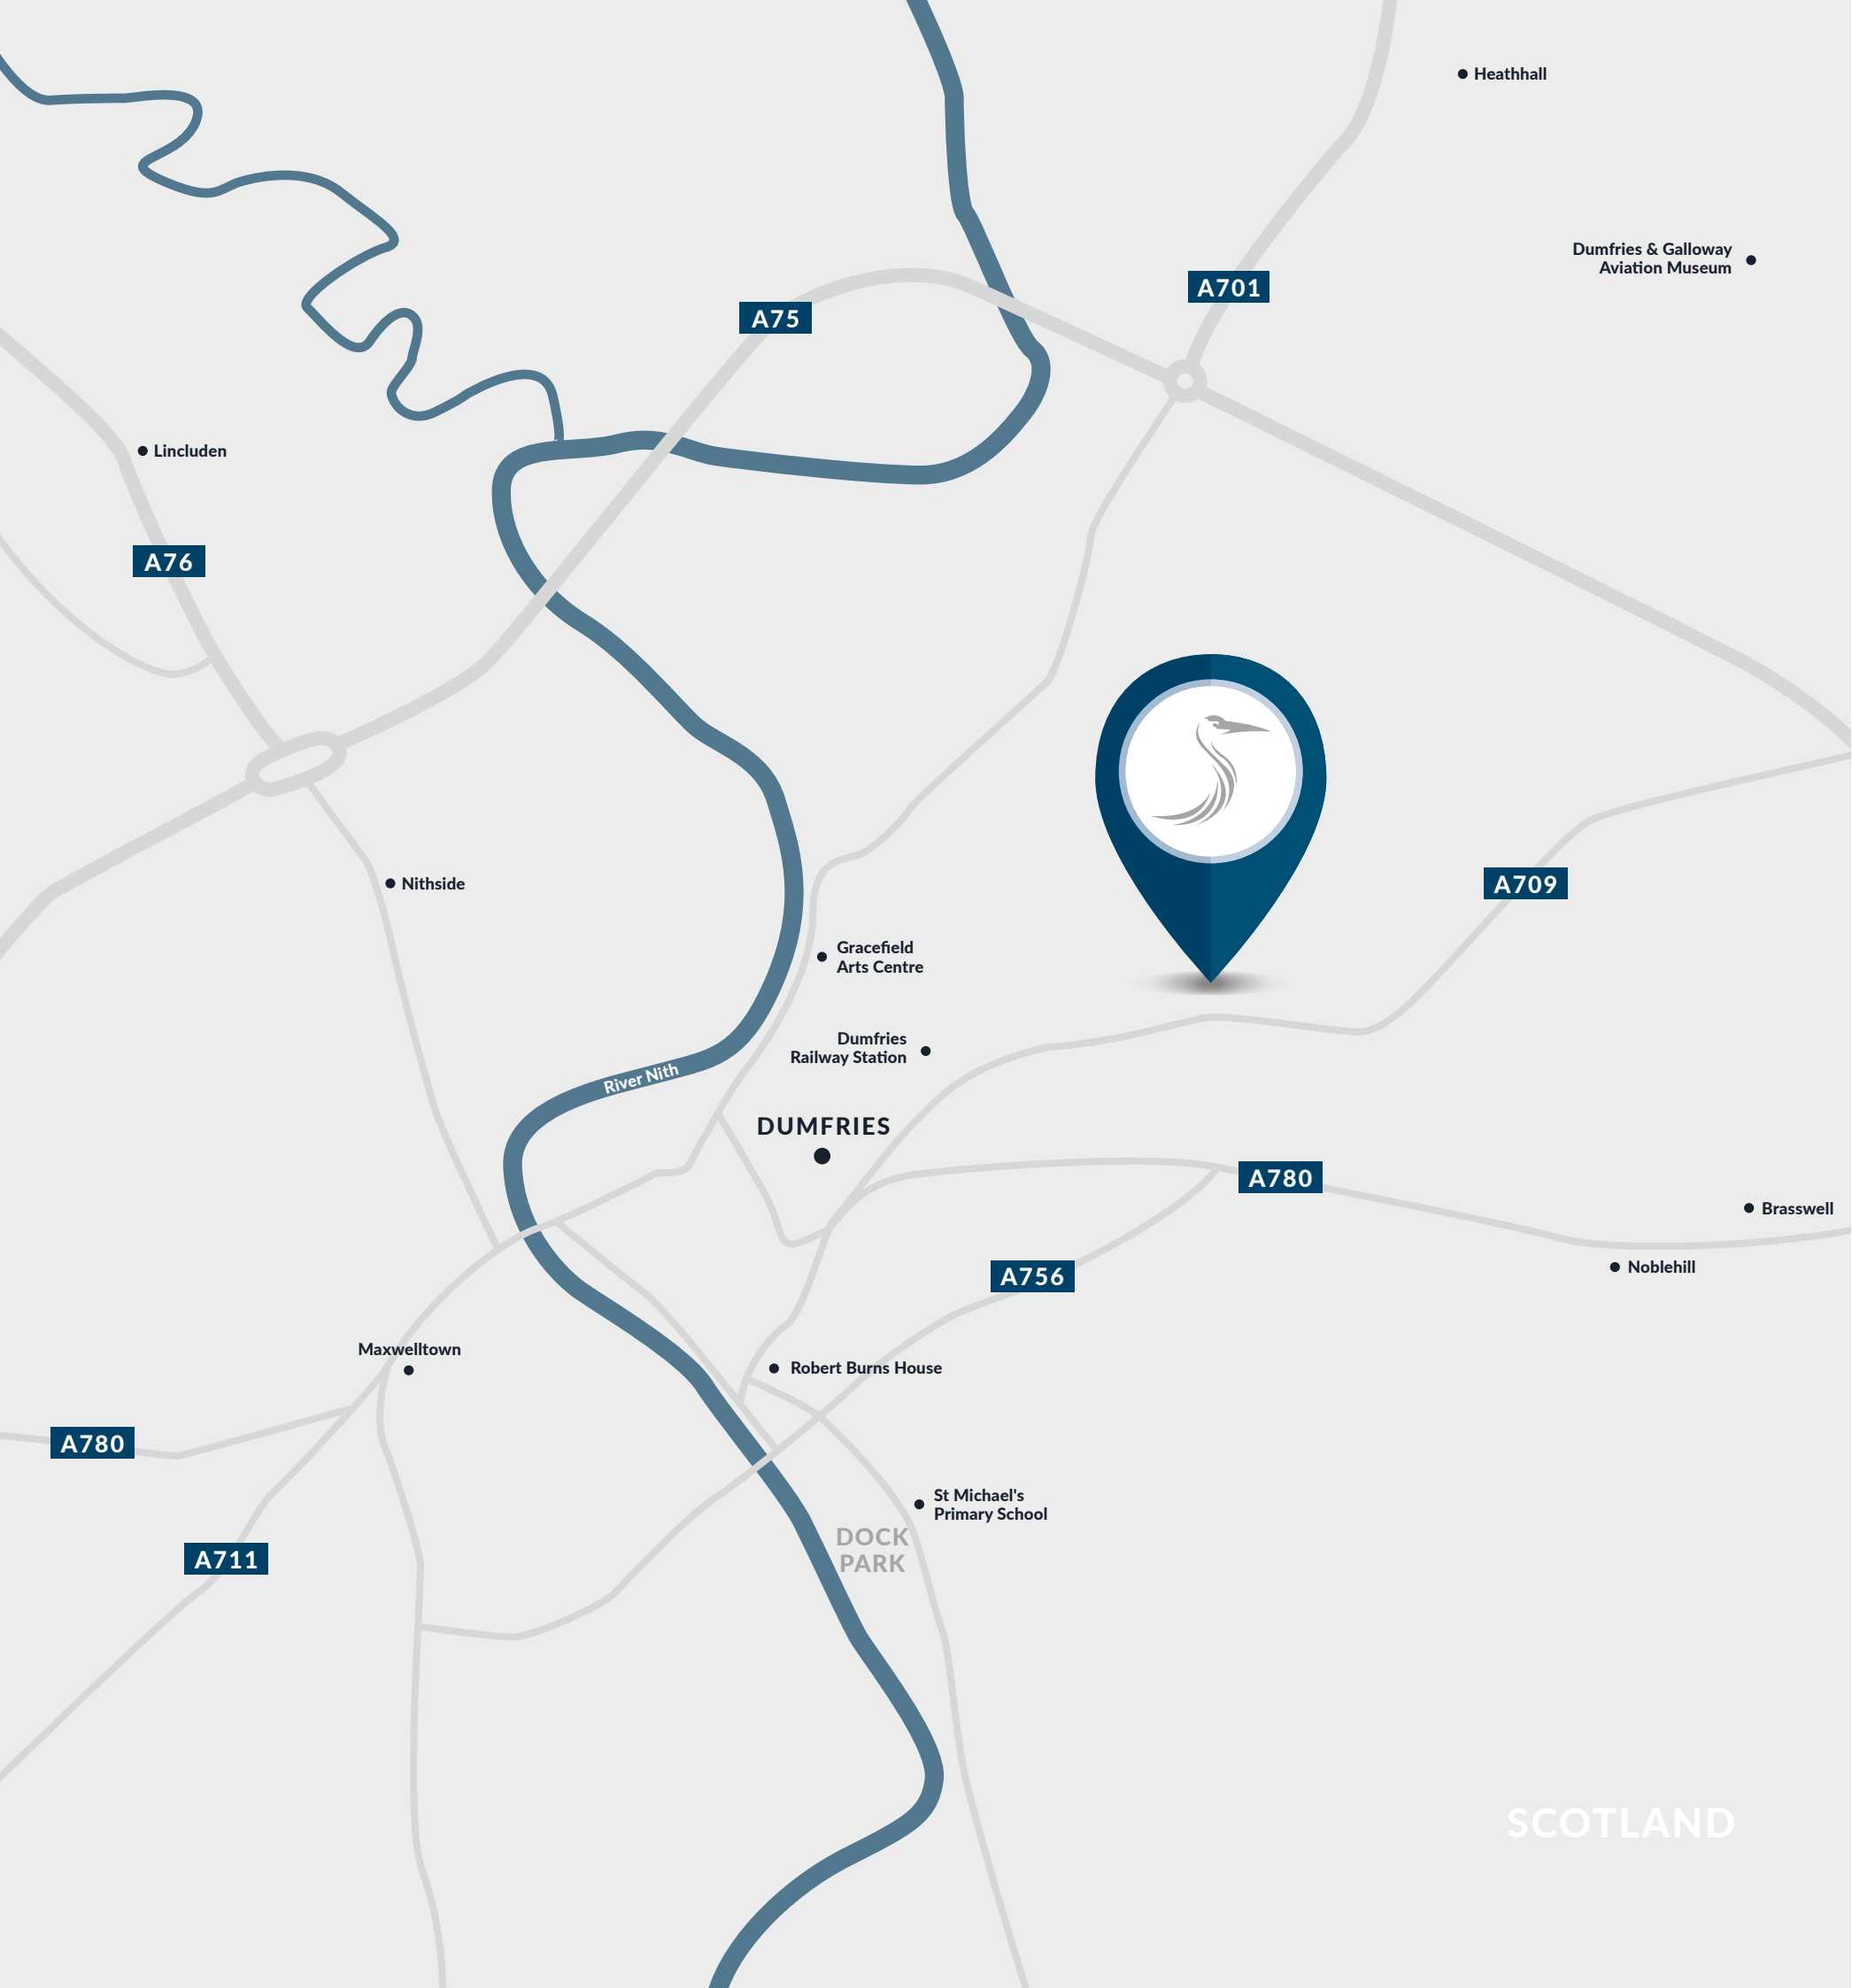 Heathhall
Dumfries & Galloway
Aviation Museum
A701
A75
Lincluden
A76
Nithside
A709
Gracefield
Arts Centre
Dumfries
Railway Station
River Nith
DUMFRIES
A780
Brasswell
Noblehill
A756
Maxwelltown
Robert Burns House
A780
St Michael's
Primary School
DOCK
PARK
A711
SCOTLAND